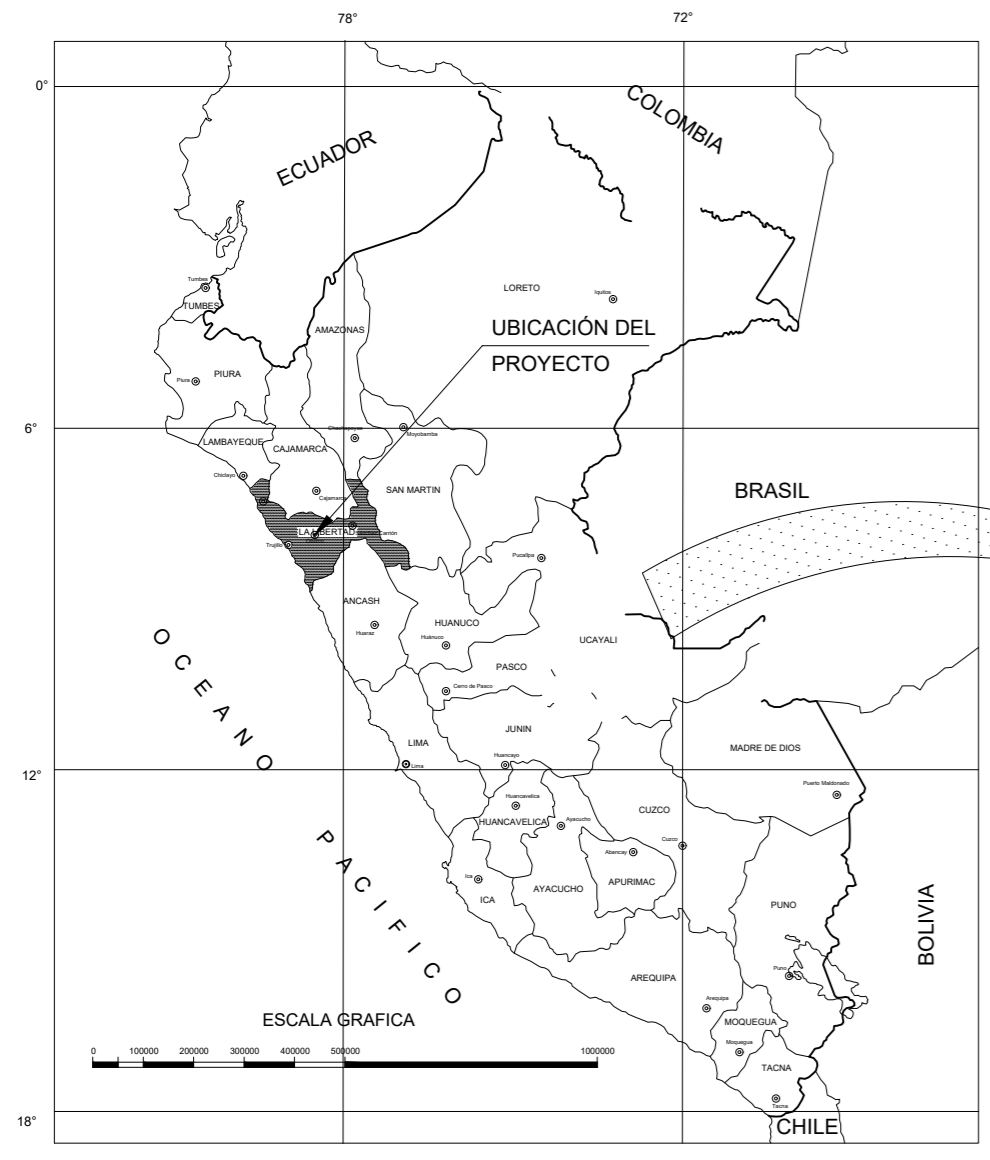 78°
72°
0°
COLOMBIA
ECUADOR
Tumbes
TUMBES
LORETO
Iquitos
AMAZONAS
UBICACIÓN DEL
PROYECTO
PIURA
Piura
6°
Chachapoyas
Moyobamba
LAMBAYEQUE
CAJAMARCA
Chiclayo
SAN MARTIN
BRASIL
Cajamarca
LA LIBERTAD
Trujillo
Pucallpa
ANCASH
Huaraz
HUANUCO
Huánuco
UCAYALI
PASCO
Cerro de Pasco
OCEANO
JUNIN
LIMA
MADRE DE DIOS
Huancayo
Lima
12°
Puerto Maldonado
Huancavelica
HUANCAVELICA
Ayacucho
CUZCO
Cuzco
Abancay
PACIFICO
Ica
ICA
AYACUCHO
APURIMAC
PUNO
BOLIVIA
Puno
AREQUIPA
Arequipa
ESCALA GRAFICA
MOQUEGUA
Moquegua
0 100000 200000 300000 400000 500000 1000000
TACNA
Tacna
18°
CHILE